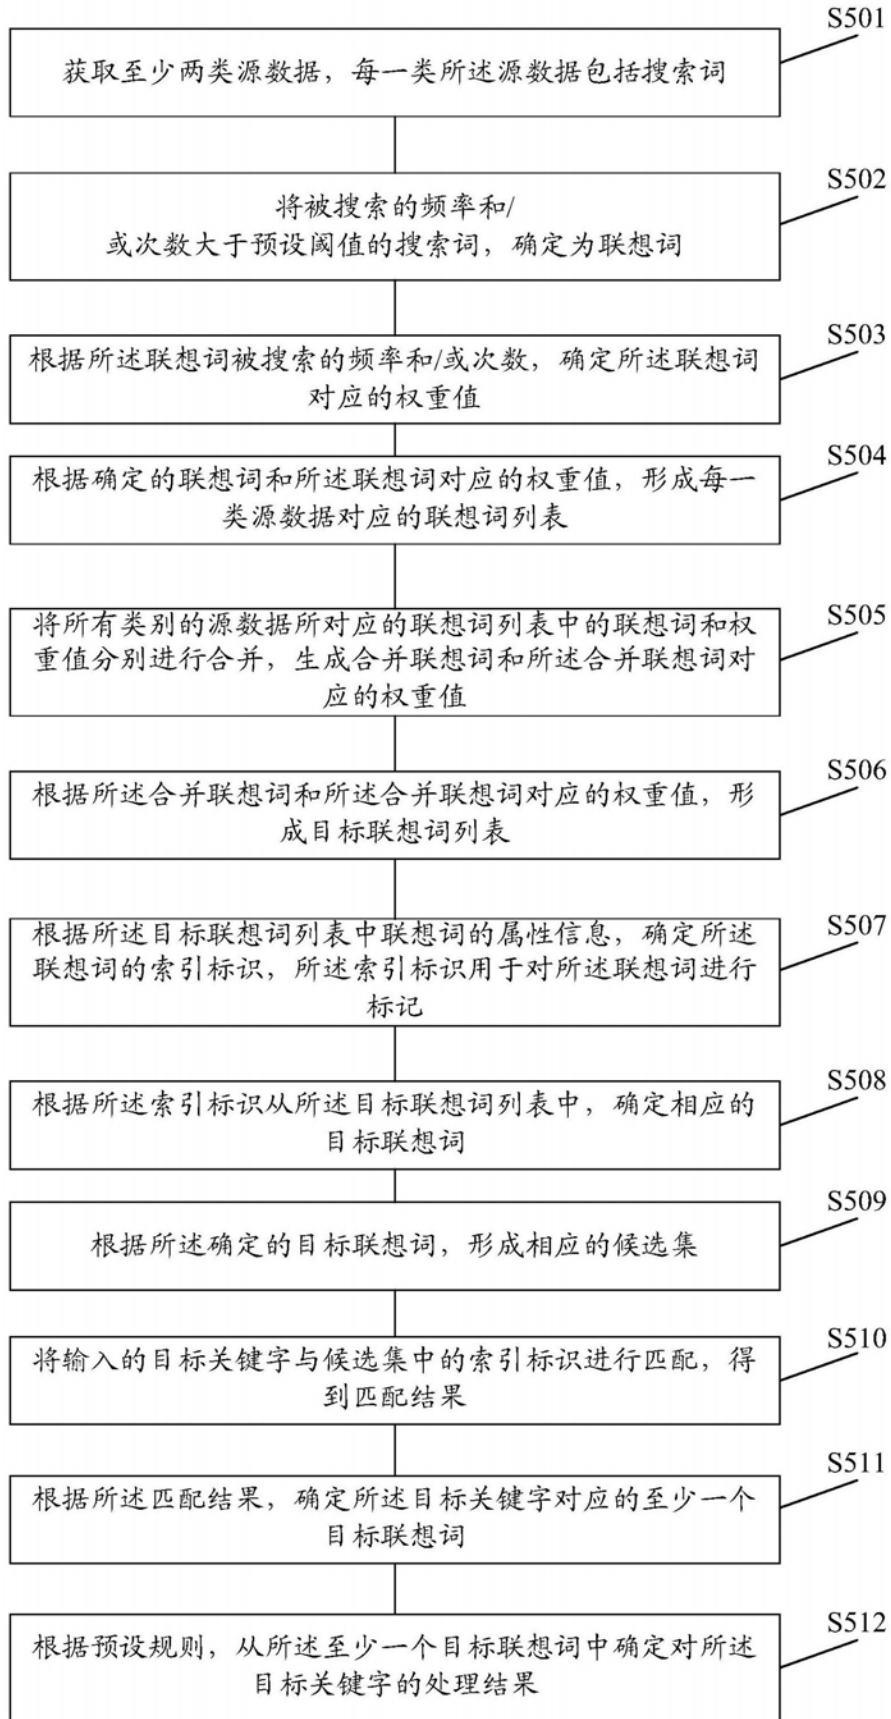 S501
获取至少两类源数据，每一类所述源数据包括搜索词
S502
将被搜索的频率和/
或次数大于预设阈值的搜索词，确定为联想词
S503
根据所述联想词被搜索的频率和/或次数，确定所述联想词
对应的权重值
S504
根据确定的联想词和所述联想词对应的权重值，形成每一
类源数据对应的联想词列表
S505
将所有类别的源数据所对应的联想词列表中的联想词和权
重值分别进行合并，生成合并联想词和所述合并联想词对
应的权重值
S506
根据所述合并联想词和所述合并联想词对应的权重值，形
成目标联想词列表
S507
根据所述目标联想词列表中联想词的属性信息，确定所述
联想词的索引标识，所述索引标识用于对所述联想词进行
标记
S508
根据所述索引标识从所述目标联想词列表中，确定相应的
目标联想词
S509
根据所述确定的目标联想词，形成相应的候选集
S510
将输入的目标关键字与候选集中的索引标识进行匹配，得
到匹配结果
S511
根据所述匹配结果，确定所述目标关键字对应的至少一个
目标联想词
S512
根据预设规则，从所述至少一个目标联想词中确定对所述
目标关键字的处理结果